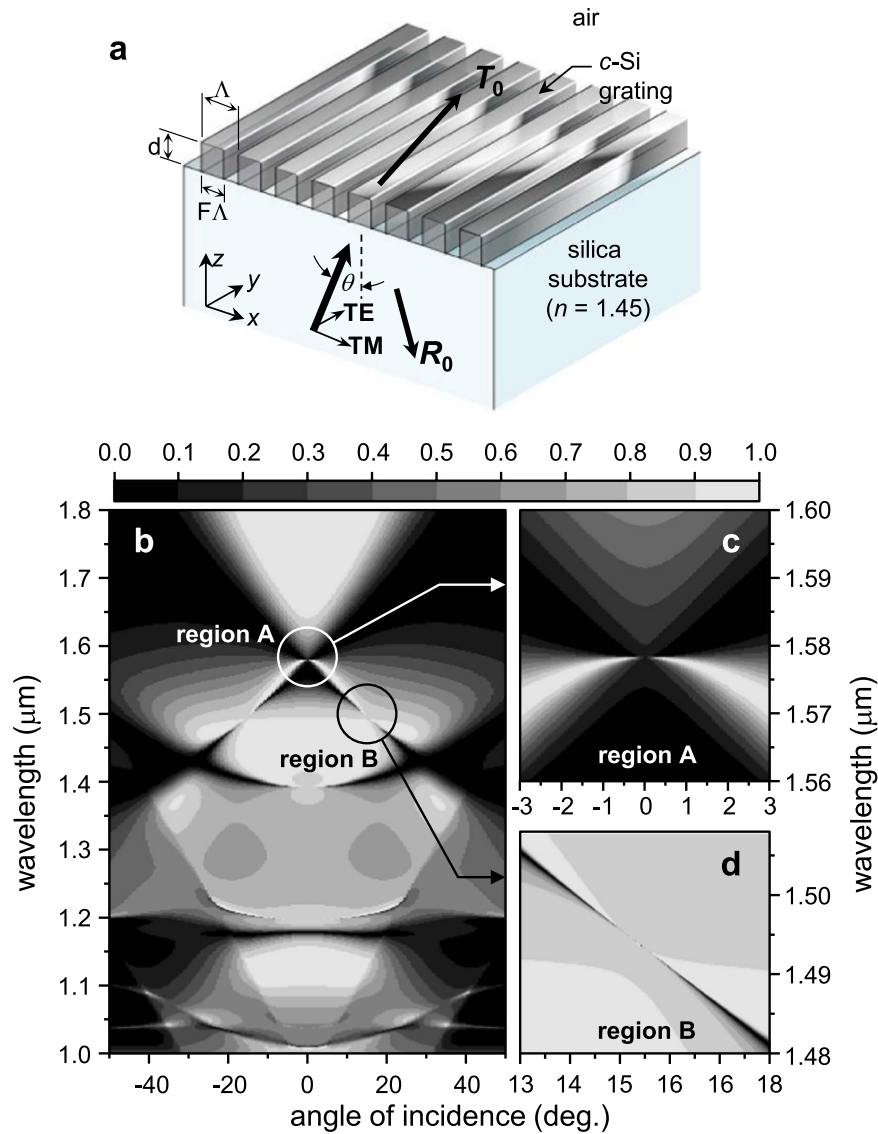 a
air
c-Si
grating
T0
Λ
d
FΛ
z
y
x
θ
TE
TM
R0
silica
substrate
(n = 1.45)
0.0 0.1 0.2 0.3 0.4 0.5 0.6 0.7 0.8 0.9 1.0
b
1.8
1.7
1.6
1.5
1.4
1.3
1.2
1.1
1.0
wavelength (μm)
region A
region B
-40 -20 0 20 40
angle of incidence (deg.)
c
1.60
1.59
1.58
1.57
1.56
region A
-3 -2 -1 0 1 2 3
wavelength (μm)
d
1.50
1.49
1.48
region B
13 14 15 16 17 18